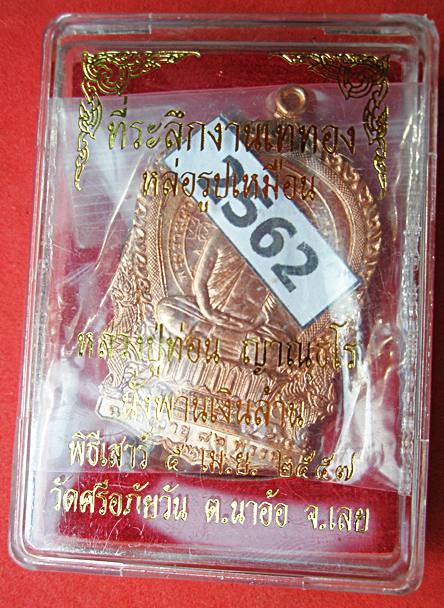 ที่ระลึกงานเททอง
หล่อรูปเหมือน
562
หลวงปู่ท่อน ญาณธโร
นั่งพานเงินล้าน
พิธีเสาร์ ๕ เม.ย. ๒๕๕๗
วัดศรีอภัยวัน ต.นาอ้อ จ.เลย